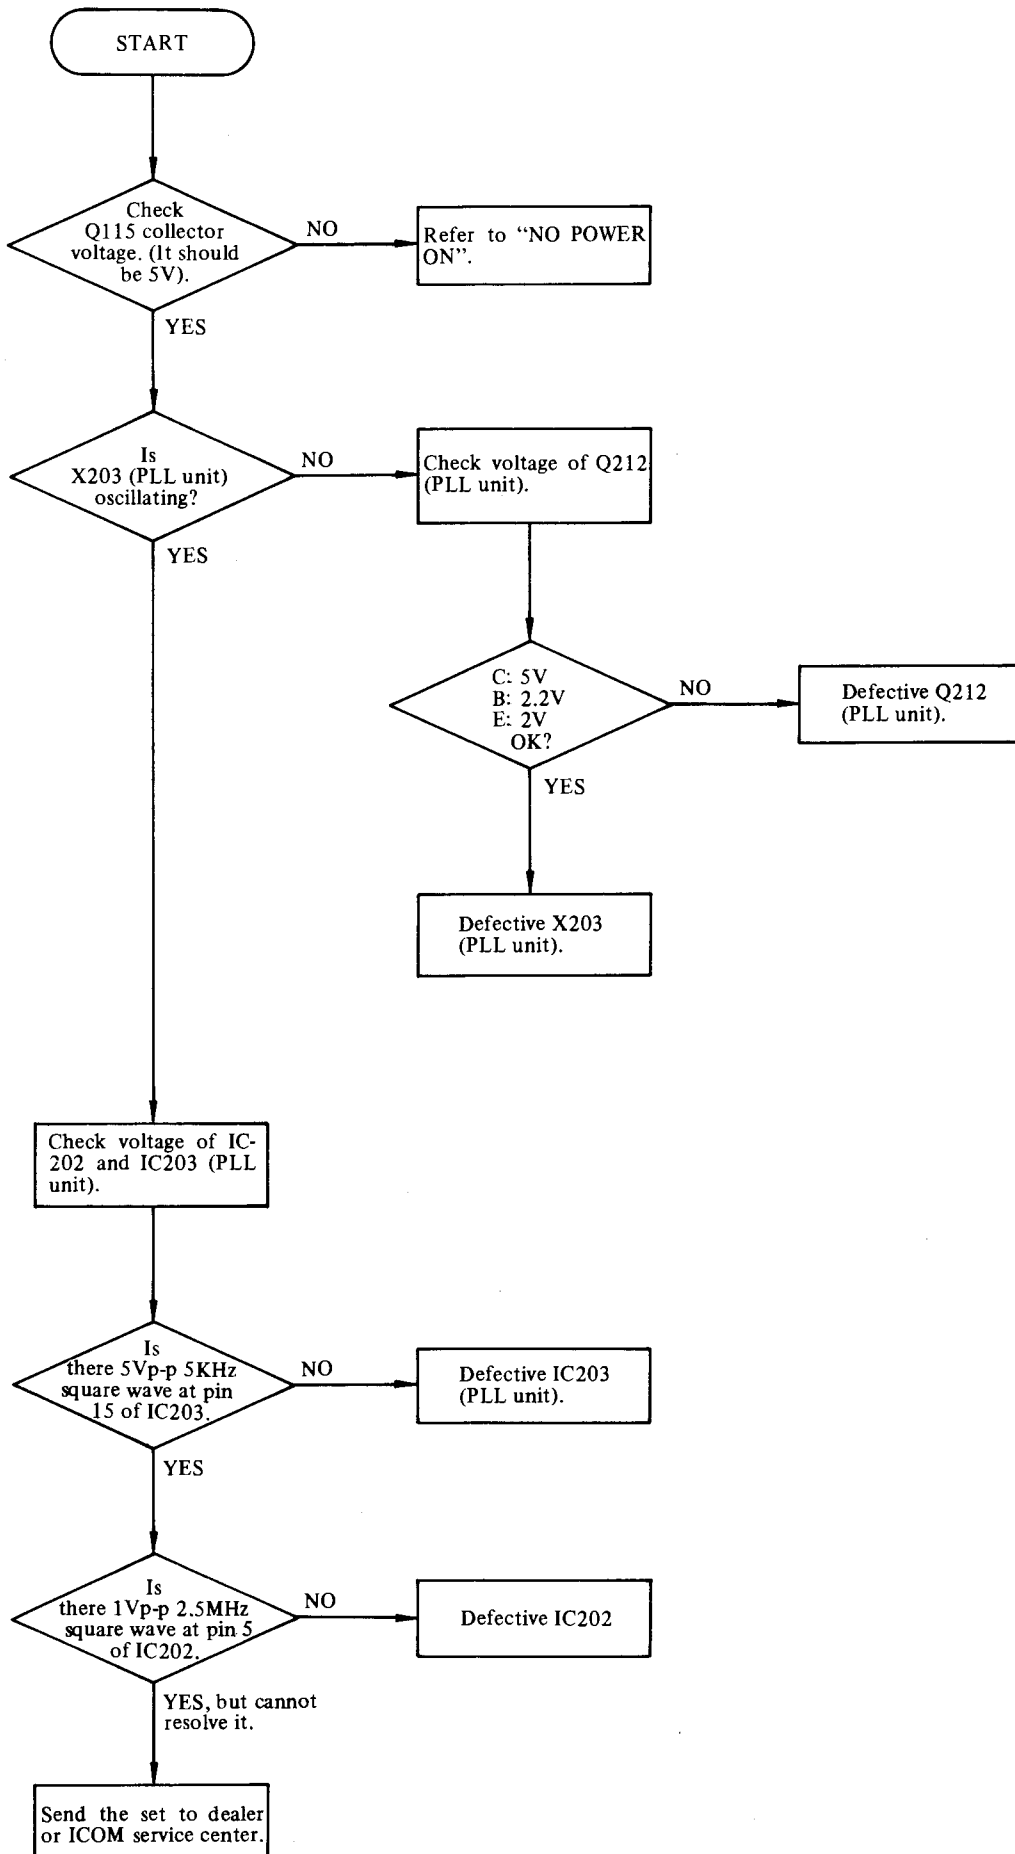 START
Check
Q115 collector
voltage. (It should
be 5V).
NO
Refer to “NO POWER
ON”.
YES
Is
X203 (PLL unit)
oscillating?
NO
Check voltage of Q212
(PLL unit).
YES
C: 5V
B: 2.2V
E: 2V
OK?
NO
Defective Q212
(PLL unit).
YES
Defective X203
(PLL unit).
Check voltage of IC-
202 and IC203 (PLL
unit).
Is
there 5Vp-p 5KHz
square wave at pin
15 of IC203.
NO
Defective IC203
(PLL unit).
YES
Is
there 1Vp-p 2.5MHz
square wave at pin 5
of IC202.
NO
Defective IC202
YES, but cannot
resolve it.
Send the set to dealer
or ICOM service center.